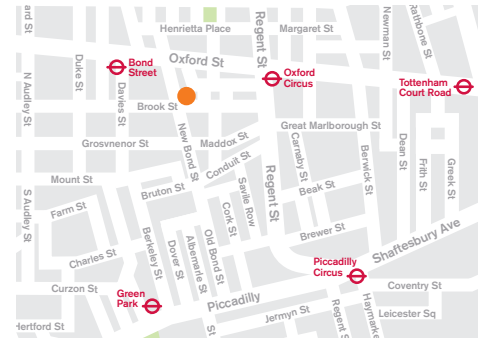 ard St
Henrietta Place
Regent St
Margaret St
Newman St
Rathbone Pl
Duke St
Bond
Street
Oxford St
Oxford
Circus
Tottenham
Court Road
N Audley St
Davies St
Brook St
New Bond St
Grosvnenor St
Maddox St
Conduit St
Great Marlborough St
Carnaby St
Berwick St
Dean St
Frith St
Greek St
Mount St
Bruton St
Savile Row
Regent St
Beak St
S Audley St
Farm St
Cork St
Brewer St
Shaftesbury Ave
Charles St
Berkeley St
Dover St
Albemarle St
Old Bond St
Piccadilly
Circus
Curzon St
Green
Park
Piccadilly
Coventry St
Hertford St
St
Jermyn St
Regent St
Haymarke
Leicester Sq